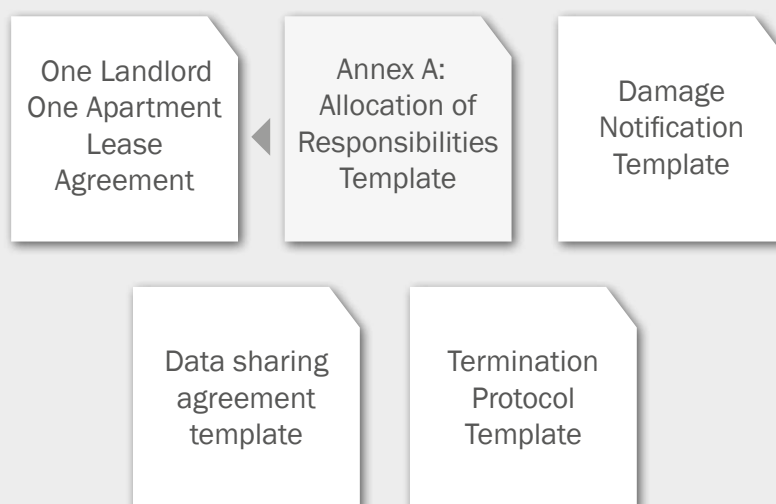 One Landlord
One Apartment
Lease
Agreement
Annex A:
Allocation of
Responsibilities
Template
Damage
Notification
Template
Data sharing
agreement
template
Termination
Protocol
Template